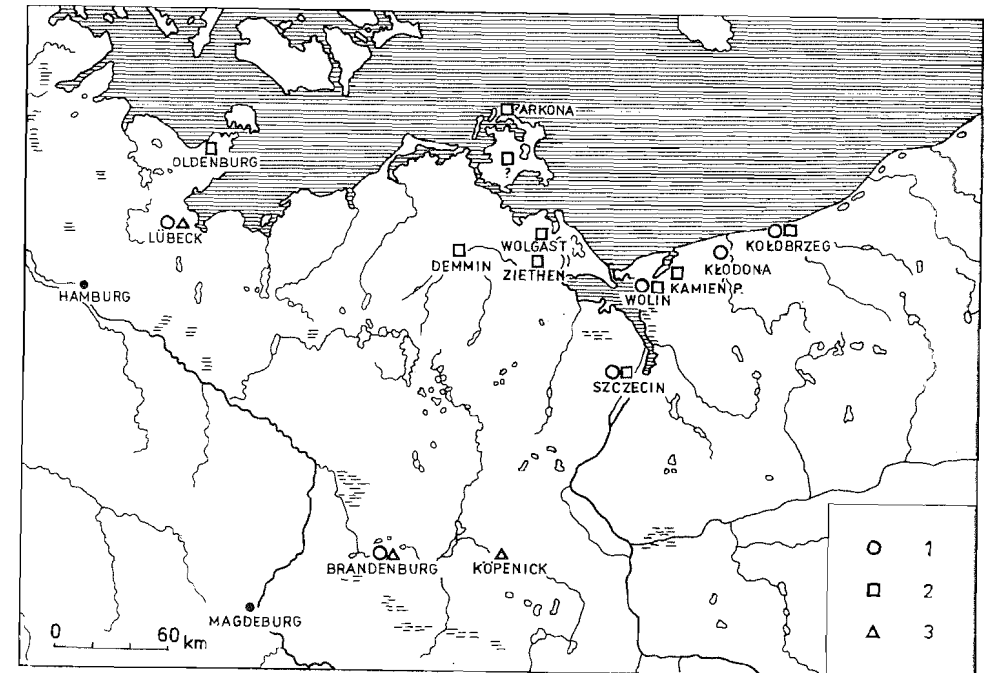 PARKONA
OLDENBURG
?
LÜBECK
WOLGAST
DEMMIN
ZIETHEN
KOŁOBRZEG
KŁODONA
KAMIEŃ P.
WOLIN
HAMBURG
SZCZECIN
BRANDENBURG
KÖPENICK
MAGDEBURG
0 60 km
1
2
3